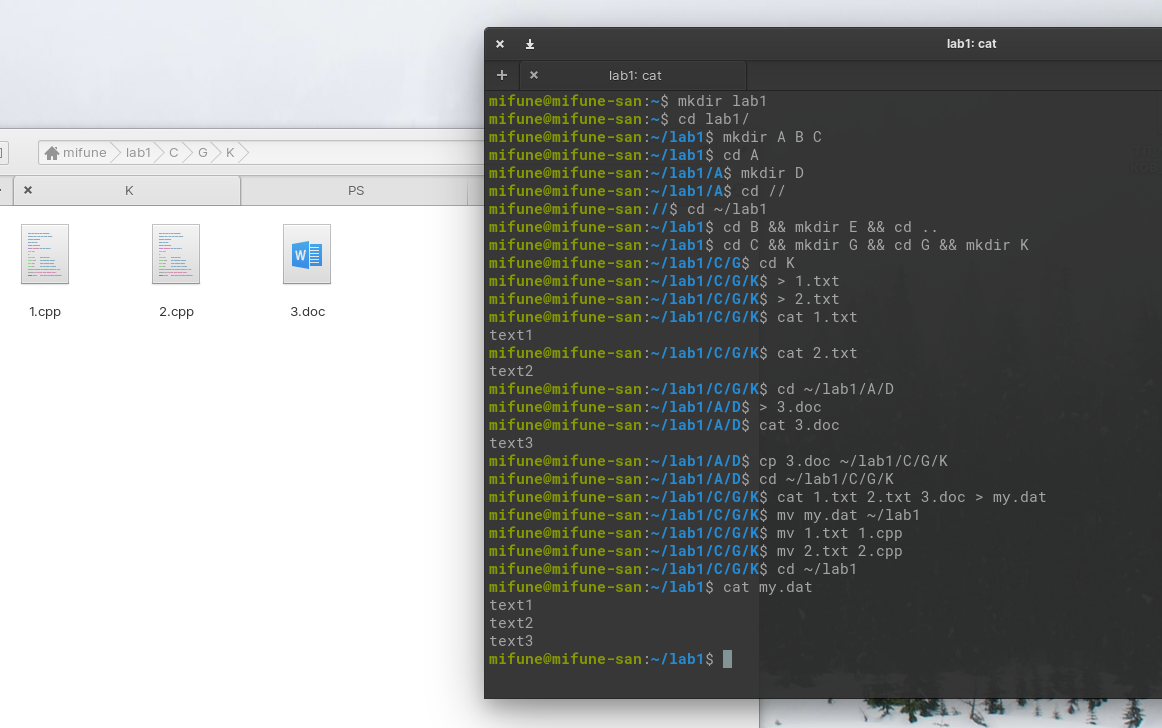 lab1: cat
lab1: cat
mifune lab1 C G K
K
PS
1.cpp
2.cpp
3.doc
mifune@mifune-san:~$ mkdir lab1
mifune@mifune-san:~$ cd lab1/
mifune@mifune-san:~/lab1$ mkdir A B C
mifune@mifune-san:~/lab1$ cd A
mifune@mifune-san:~/lab1/A$ mkdir D
mifune@mifune-san:~/lab1/A$ cd //
mifune@mifune-san://$ cd ~/lab1
mifune@mifune-san:~/lab1$ cd B && mkdir E && cd ..
mifune@mifune-san:~/lab1$ cd C && mkdir G && cd G && mkdir K
mifune@mifune-san:~/lab1/C/G$ cd K
mifune@mifune-san:~/lab1/C/G/K$ > 1.txt
mifune@mifune-san:~/lab1/C/G/K$ > 2.txt
mifune@mifune-san:~/lab1/C/G/K$ cat 1.txt
text1
mifune@mifune-san:~/lab1/C/G/K$ cat 2.txt
text2
mifune@mifune-san:~/lab1/C/G/K$ cd ~/lab1/A/D
mifune@mifune-san:~/lab1/A/D$ > 3.doc
mifune@mifune-san:~/lab1/A/D$ cat 3.doc
text3
mifune@mifune-san:~/lab1/A/D$ cp 3.doc ~/lab1/C/G/K
mifune@mifune-san:~/lab1/A/D$ cd ~/lab1/C/G/K
mifune@mifune-san:~/lab1/C/G/K$ cat 1.txt 2.txt 3.doc > my.dat
mifune@mifune-san:~/lab1/C/G/K$ mv my.dat ~/lab1
mifune@mifune-san:~/lab1/C/G/K$ mv 1.txt 1.cpp
mifune@mifune-san:~/lab1/C/G/K$ mv 2.txt 2.cpp
mifune@mifune-san:~/lab1/C/G/K$ cd ~/lab1
mifune@mifune-san:~/lab1$ cat my.dat
text1
text2
text3
mifune@mifune-san:~/lab1$